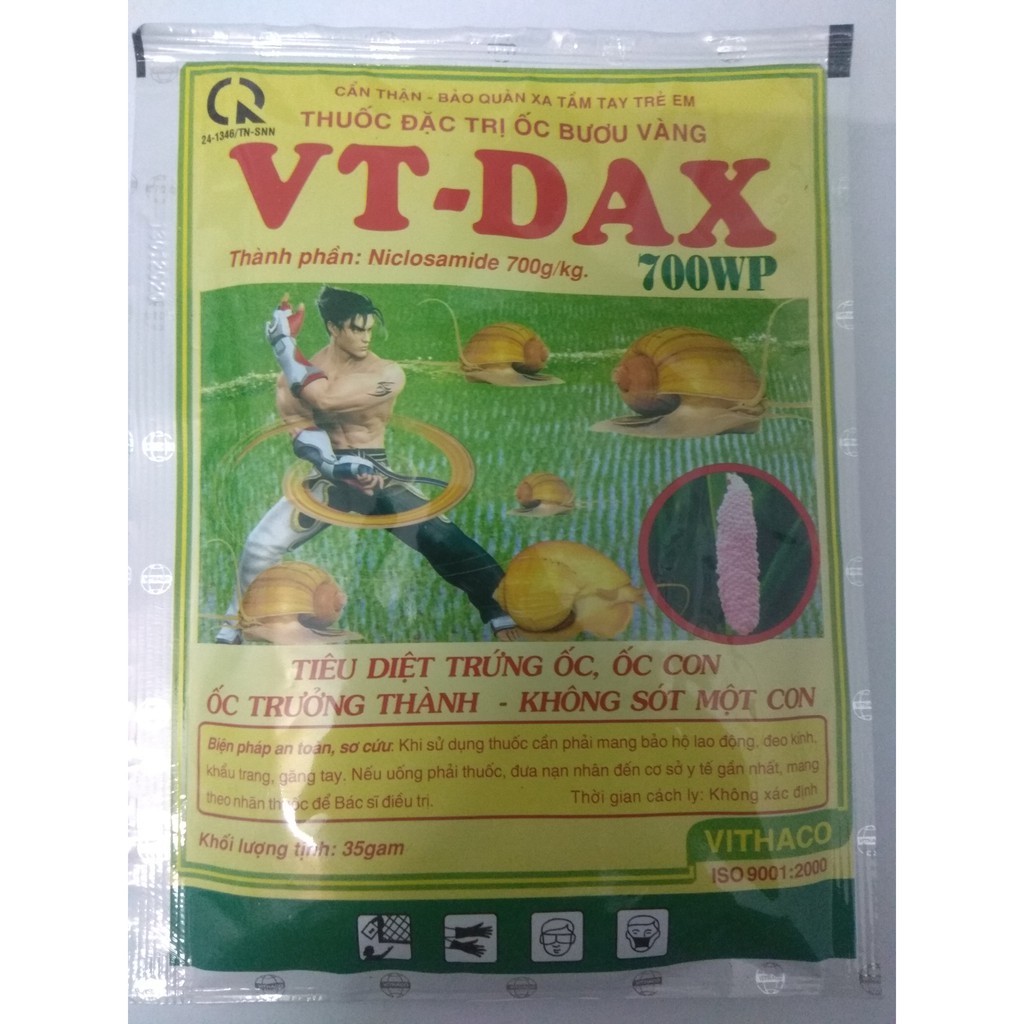 CẨN THẬN - BẢO QUẢN XA TẦM TAY TRẺ EM
THUỐC ĐẶC TRỊ ỐC BƯƠU VÀNG
24-1346/TN-SNN
VT-DAX
700WP
Thành phần: Niclosamide 700g/kg.
TIÊU DIỆT TRỨNG ỐC, ỐC CON
ỐC TRƯỞNG THÀNH - KHÔNG SÓT MỘT CON
Biện pháp an toàn, sơ cứu: Khi sử dụng thuốc cần phải mang bảo hộ lao động, đeo kính,
khẩu trang, găng tay. Nếu uống phải thuốc, đưa nạn nhân đến cơ sở y tế gần nhất, mang
theo nhãn thuốc để Bác sĩ điều trị.
Thời gian cách ly: Không xác định
Khối lượng tịnh: 35gam
VITHACO
ISO 9001:2000